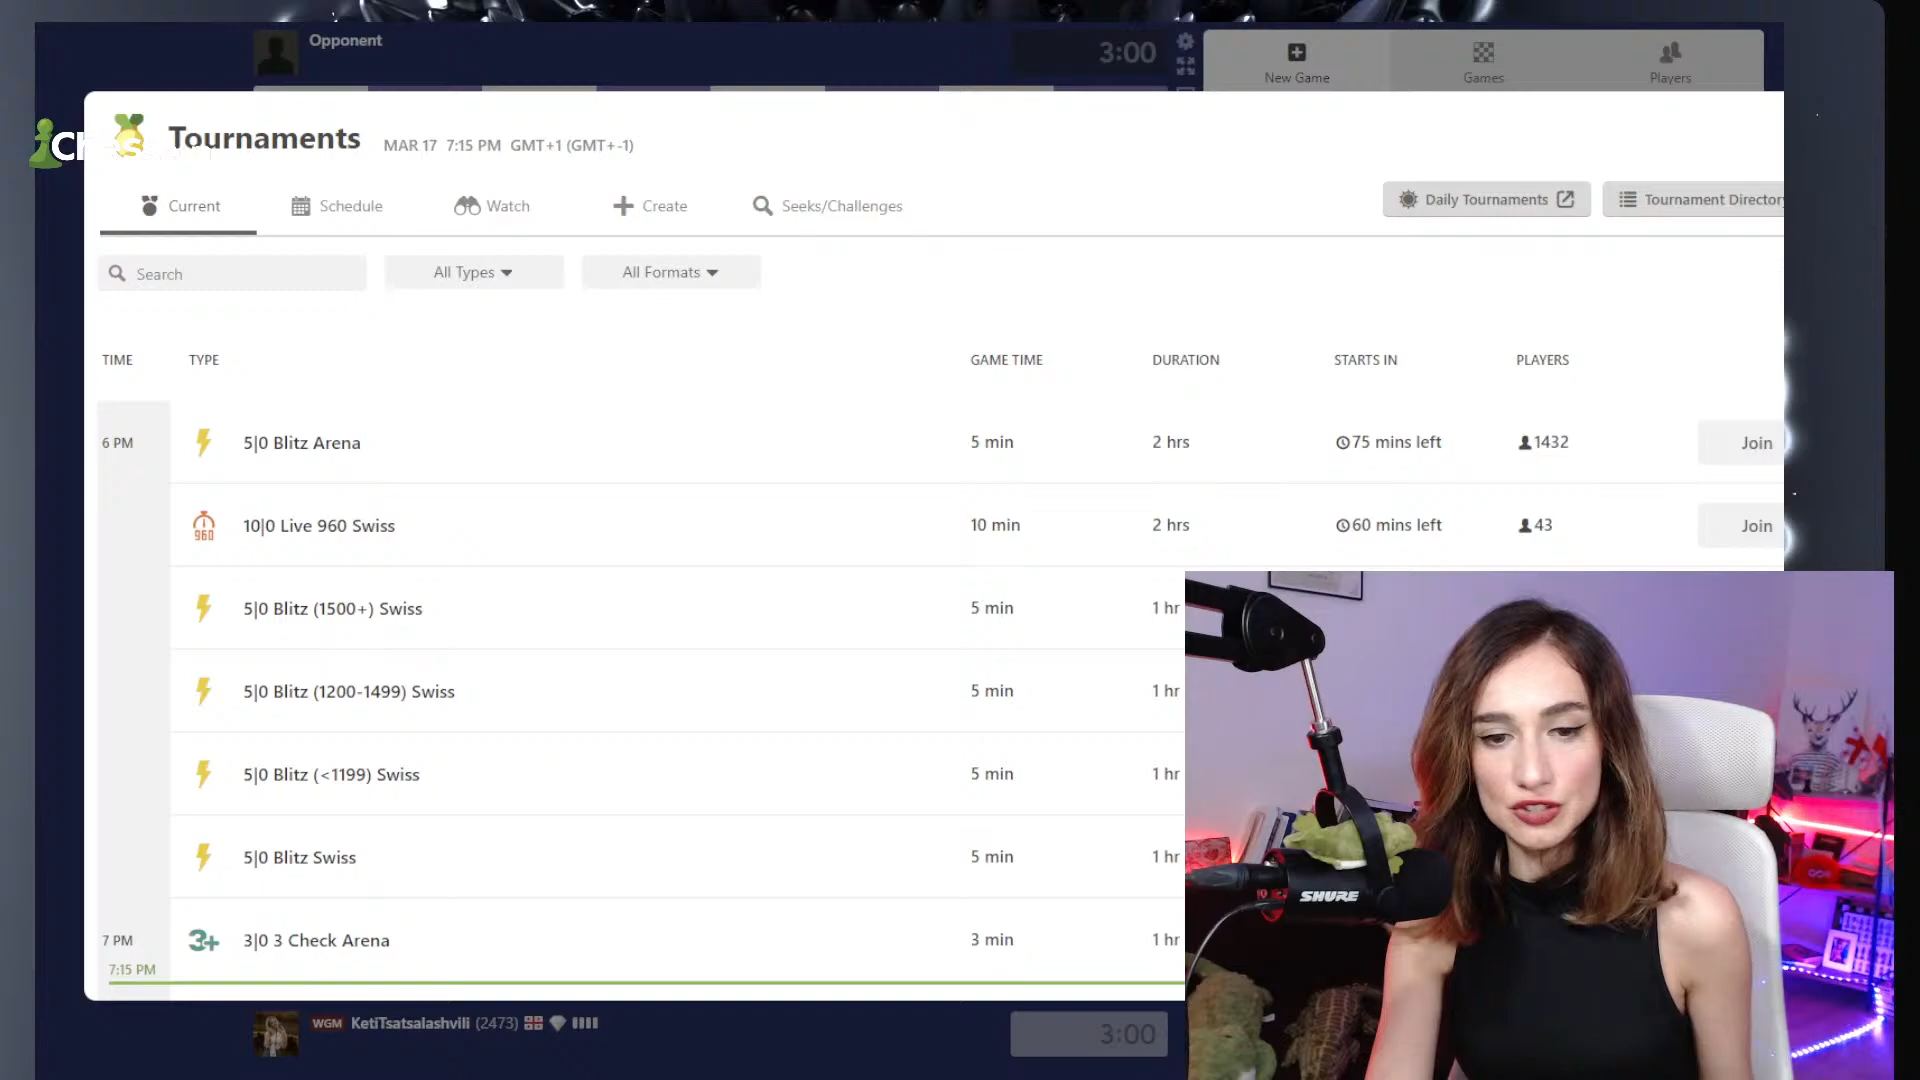 Opponent
3:00
New Game
Games
Players
Tournaments
MAR 17 7:15 PM GMT+1 (GMT+-1)
Current
Schedule
Watch
Create
Seeks/Challenges
Daily Tournaments
Tournament Director
Search
All Types
All Formats
TIME TYPE GAME TIME DURATION STARTS IN PLAYERS
6 PM 5|0 Blitz Arena 5 min 2 hrs 75 mins left 1432 Join
960 10|0 Live 960 Swiss 10 min 2 hrs 60 mins left 43 Join
5|0 Blitz (1500+) Swiss 5 min 1 hr
5|0 Blitz (1200-1499) Swiss 5 min 1 hr
5|0 Blitz (<1199) Swiss 5 min 1 hr
5|0 Blitz Swiss 5 min 1 hr
7 PM 3+ 3|0 3 Check Arena 3 min 1 hr
7:15 PM
SHURE
WGM KetiTsatsalashvili (2473)
3:00